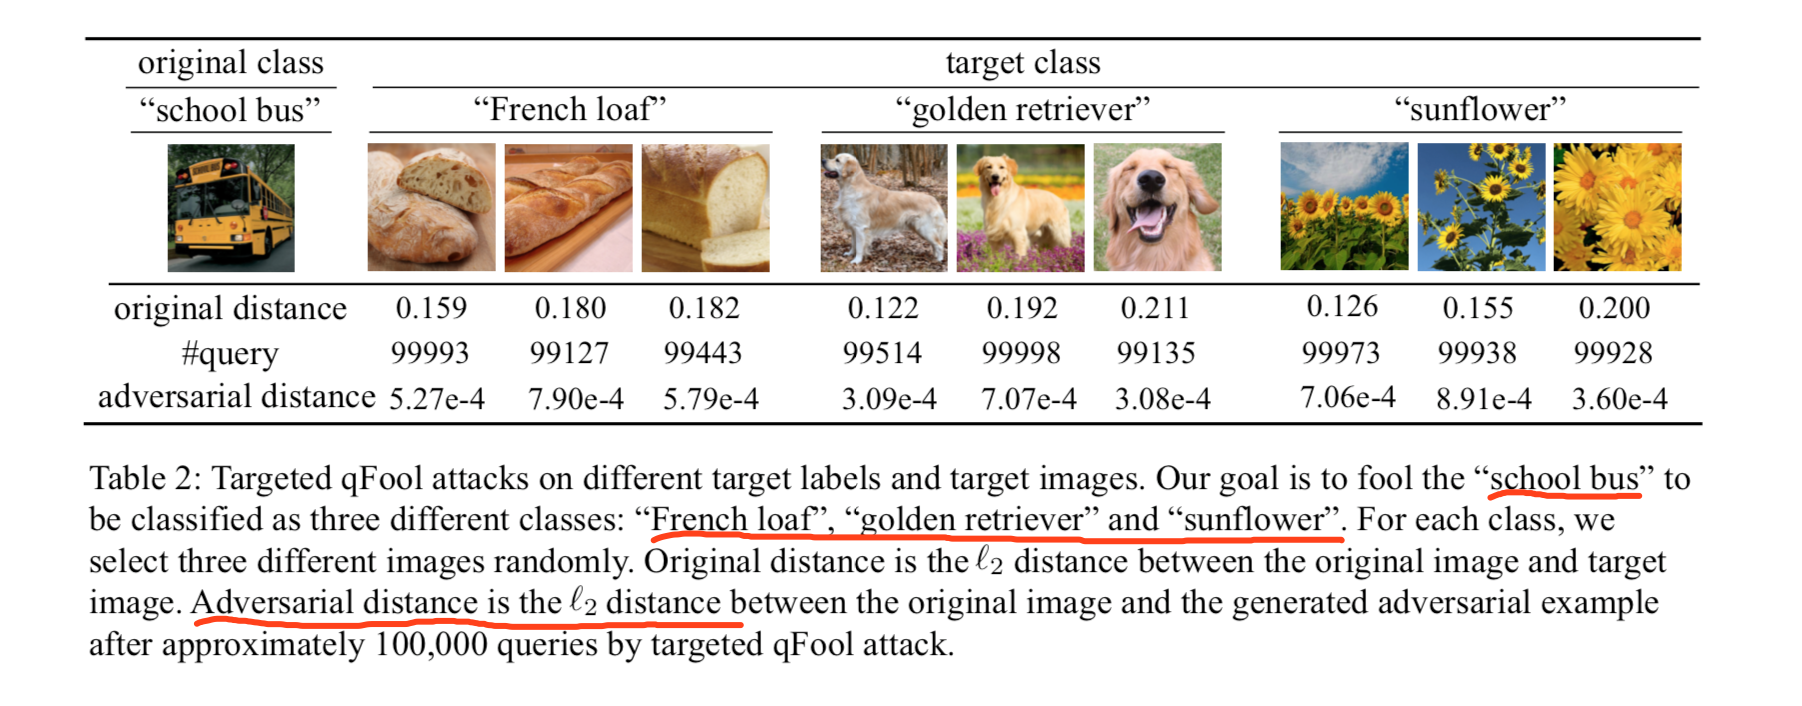 original class target class
“school bus” “French loaf” “golden retriever” “sunflower”
original distance 0.159 0.180 0.182 0.122 0.192 0.211 0.126 0.155 0.200
#query 99993 99127 99443 99514 99998 99135 99973 99938 99928
adversarial distance 5.27e-4 7.90e-4 5.79e-4 3.09e-4 7.07e-4 3.08e-4 7.06e-4 8.91e-4 3.60e-4
Table 2: Targeted qFool attacks on different target labels and target images. Our goal is to fool the “school bus” to
be classified as three different classes: “French loaf”, “golden retriever” and “sunflower”. For each class, we
select three different images randomly. Original distance is the ℓ₂ distance between the original image and target
image. Adversarial distance is the ℓ₂ distance between the original image and the generated adversarial example
after approximately 100,000 queries by targeted qFool attack.